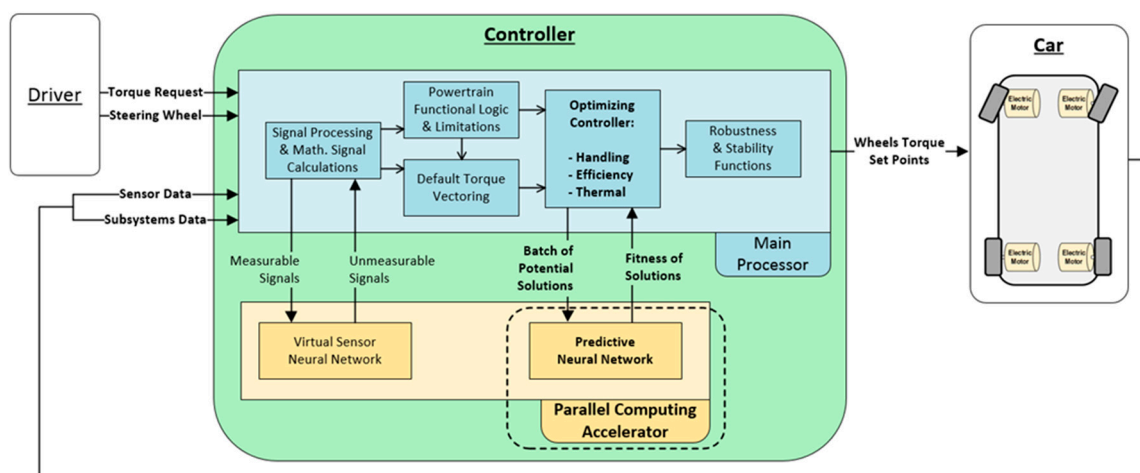 Controller
Driver
Torque Request
Steering Wheel
Sensor Data
Subsystems Data
Signal Processing
& Math. Signal
Calculations
Powertrain
Functional Logic
& Limitations
Default Torque
Vectoring
Optimizing
Controller:
- Handling
- Efficiency
- Thermal
Robustness
& Stability
Functions
Main
Processor
Measurable
Signals
Unmeasurable
Signals
Batch of
Potential
Solutions
Fitness of
Solutions
Virtual Sensor
Neural Network
Predictive
Neural Network
Parallel Computing
Accelerator
Wheels Torque
Set Points
Car
Electric
Motor
Electric
Motor
Electric
Motor
Electric
Motor